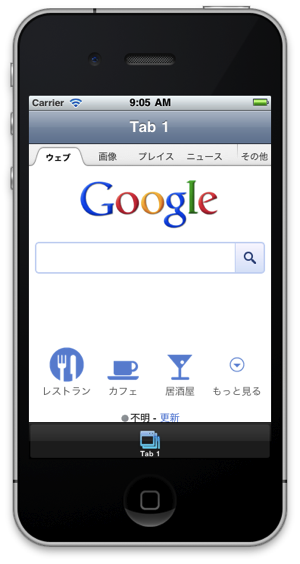 Carrier 9:05 AM
Tab 1
ウェブ 画像 プレイス ニュース その他
Google
レストラン カフェ 居酒屋 もっと見る
不明 - 更新
Tab 1